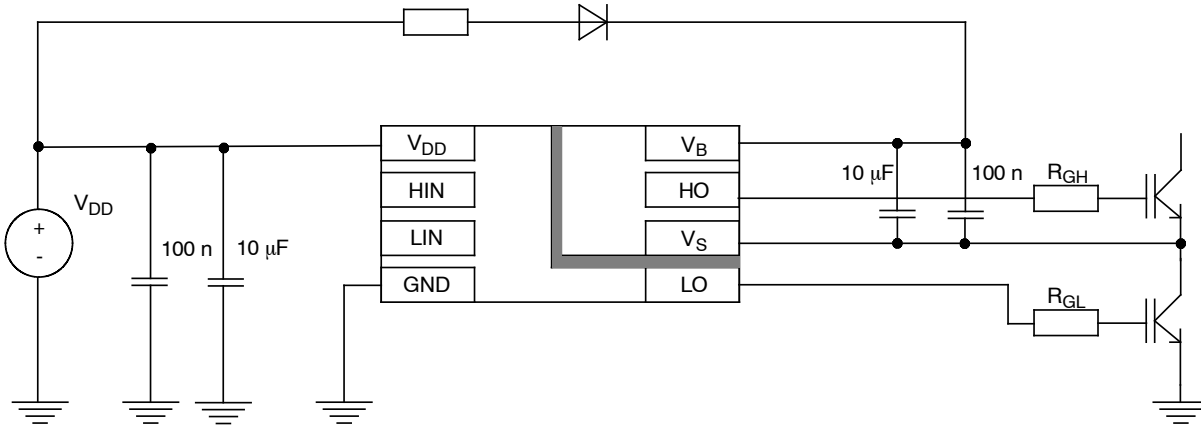 V_DD
+
-
100 n
10 μF
V_DD
HIN
LIN
GND
V_B
HO
V_S
LO
10 μF
100 n
R_GH
R_GL